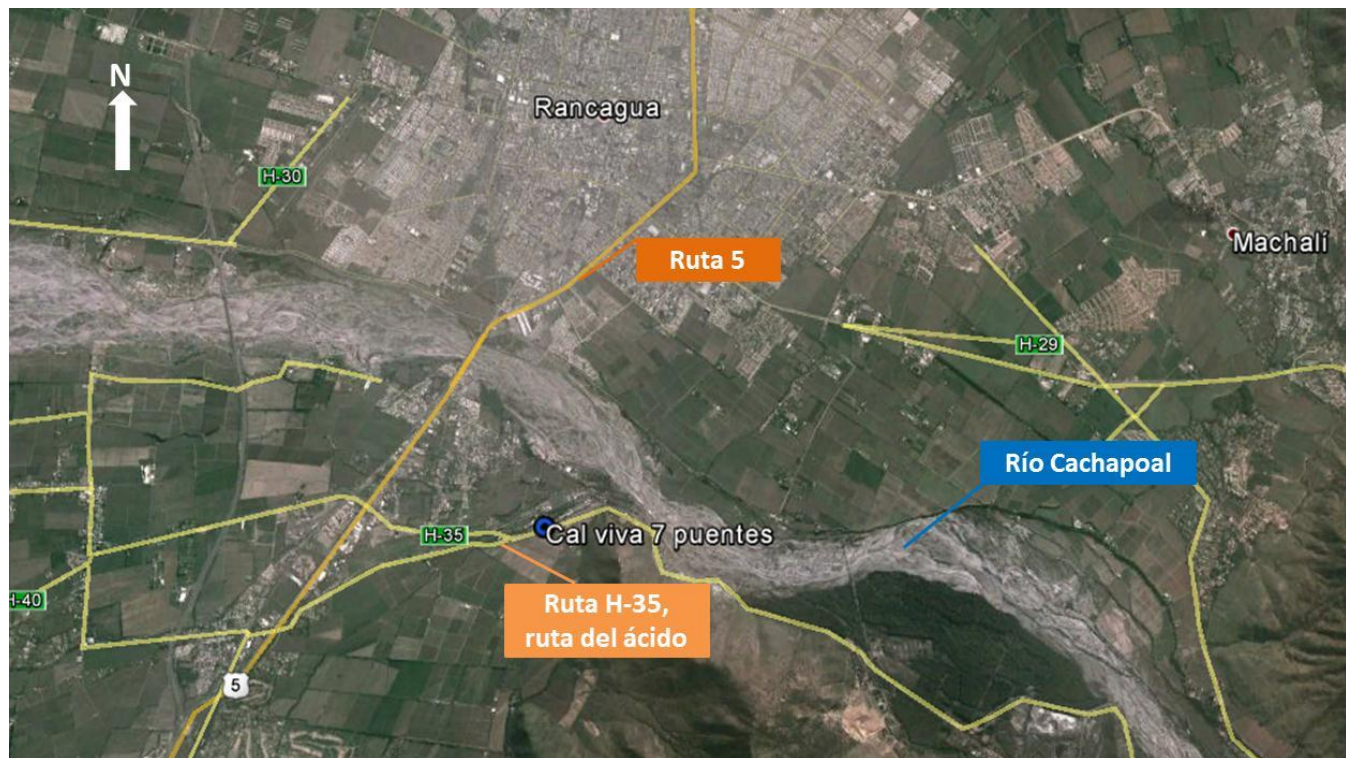 N
Rancagua
H-30
Machalí
Ruta 5
H-29
Río Cachapoal
H-35
Cal viva 7 puentes
H-40
Ruta H-35,
ruta del ácido
5